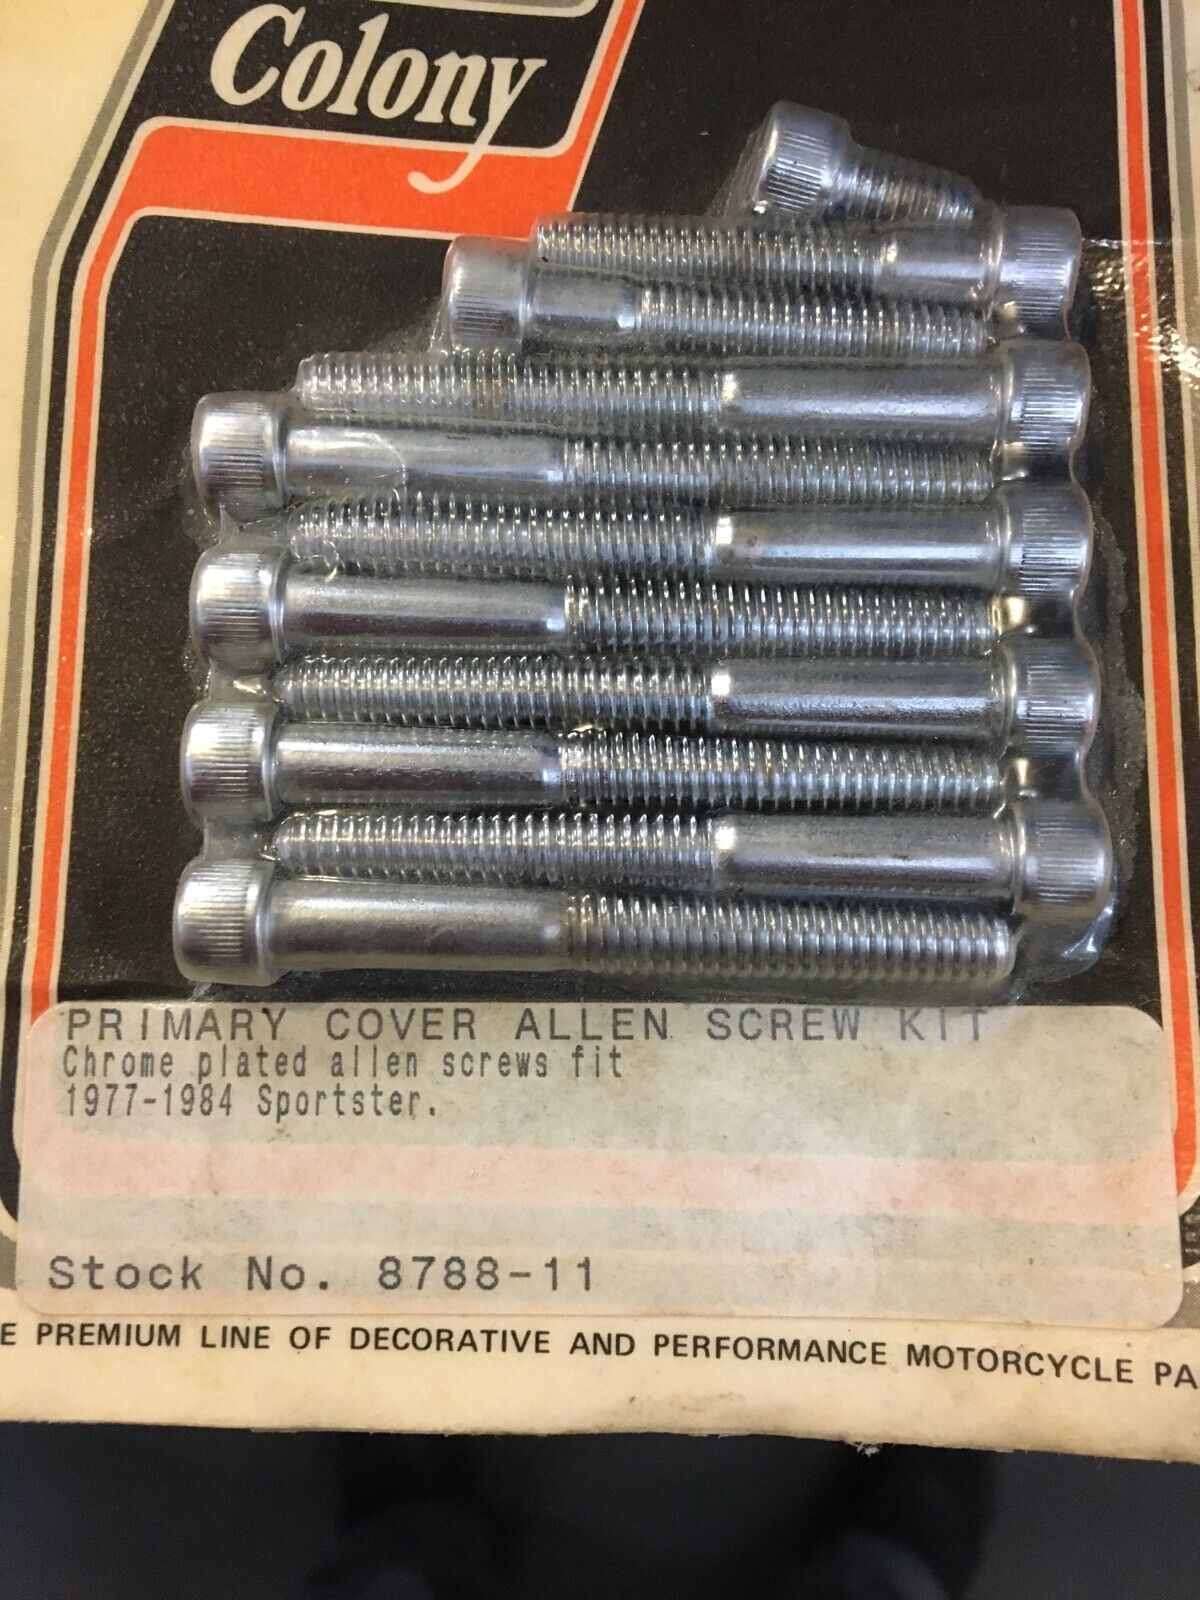 Colony
PRIMARY COVER ALLEN SCREW KIT
Chrome plated allen screws fit
1977-1984 Sportster.
Stock No. 8788-11
E PREMIUM LINE OF DECORATIVE AND PERFORMANCE MOTORCYCLE PA